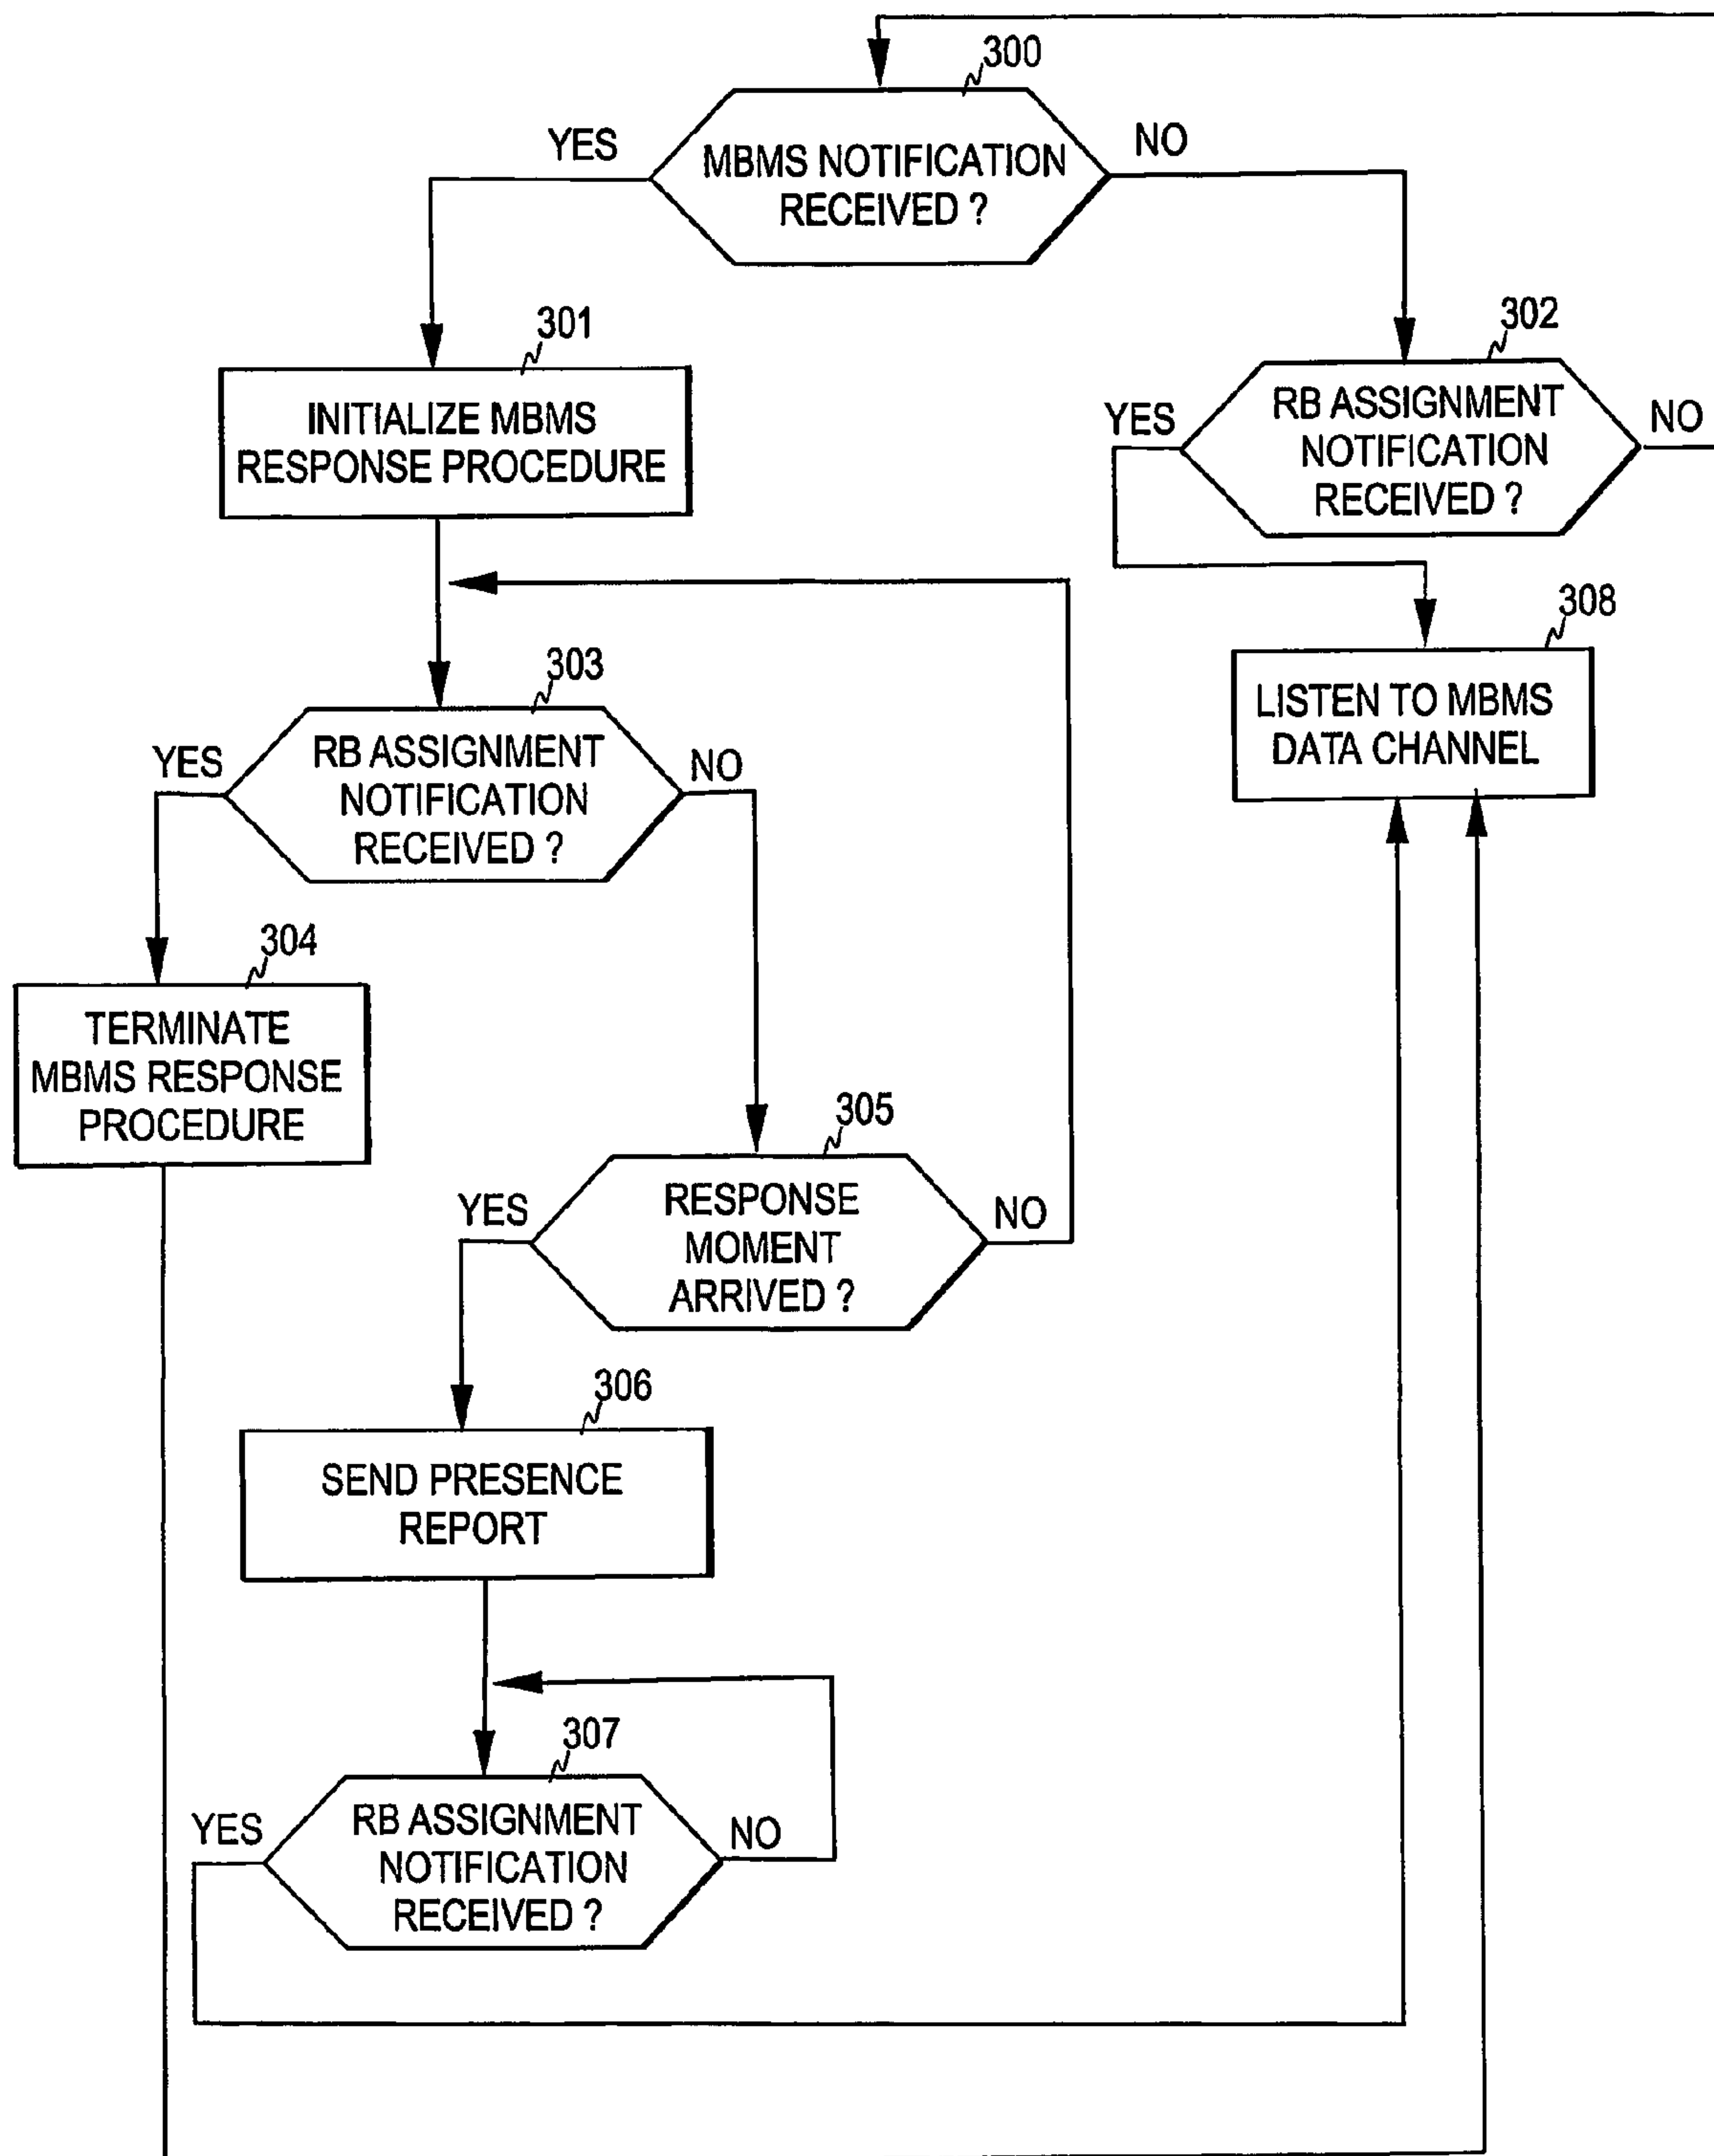 300
YES
NO
MBMS NOTIFICATION
RECEIVED ?
301
302
INITIALIZE MBMS
RESPONSE PROCEDURE
YES
NO
RB ASSIGNMENT
NOTIFICATION
RECEIVED ?
308
LISTEN TO MBMS
DATA CHANNEL
303
YES
NO
RB ASSIGNMENT
NOTIFICATION
RECEIVED ?
304
TERMINATE
MBMS RESPONSE
PROCEDURE
305
YES
NO
RESPONSE
MOMENT
ARRIVED ?
306
SEND PRESENCE
REPORT
307
YES
NO
RB ASSIGNMENT
NOTIFICATION
RECEIVED ?